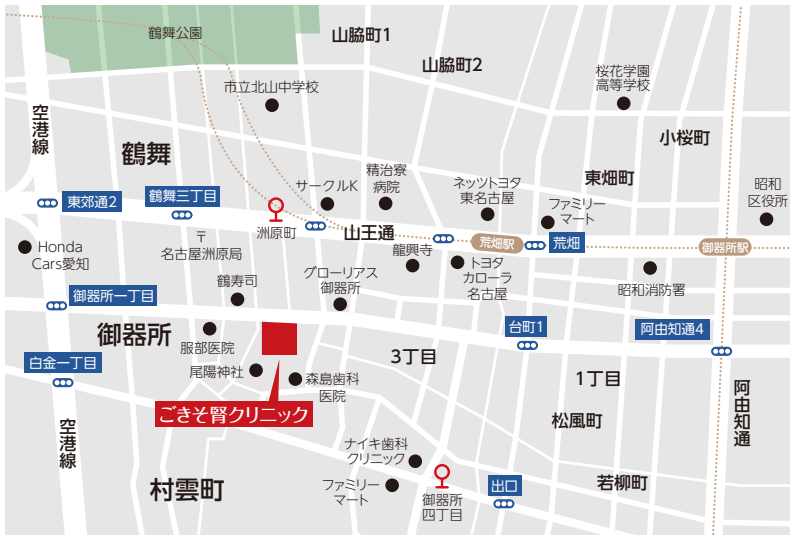 鶴舞公園
山脇町1
山脇町2
市立北山中学校
桜花学園
高等学校
空港線
小桜町
鶴舞
精治寮
病院
サークルK
ネッツトヨタ
東名古屋
東畑町
昭和
区役所
東郊通2
鶴舞三丁目
ファミリー
マート
洲原町
山王通
荒畑駅
荒畑
御器所駅
〒
名古屋洲原局
Honda
Cars愛知
龍興寺
トヨタ
カローラ
名古屋
昭和消防署
鶴寿司
グローリアス
御器所
御器所一丁目
御器所
服部医院
台町1
阿由知通4
白金一丁目
尾陽神社
森島歯科
医院
3丁目
1丁目
ごきそ腎クリニック
松風町
阿由知通
空港線
ナイキ歯科
クリニック
村雲町
ファミリー
マート
御器所
四丁目
出口
若柳町